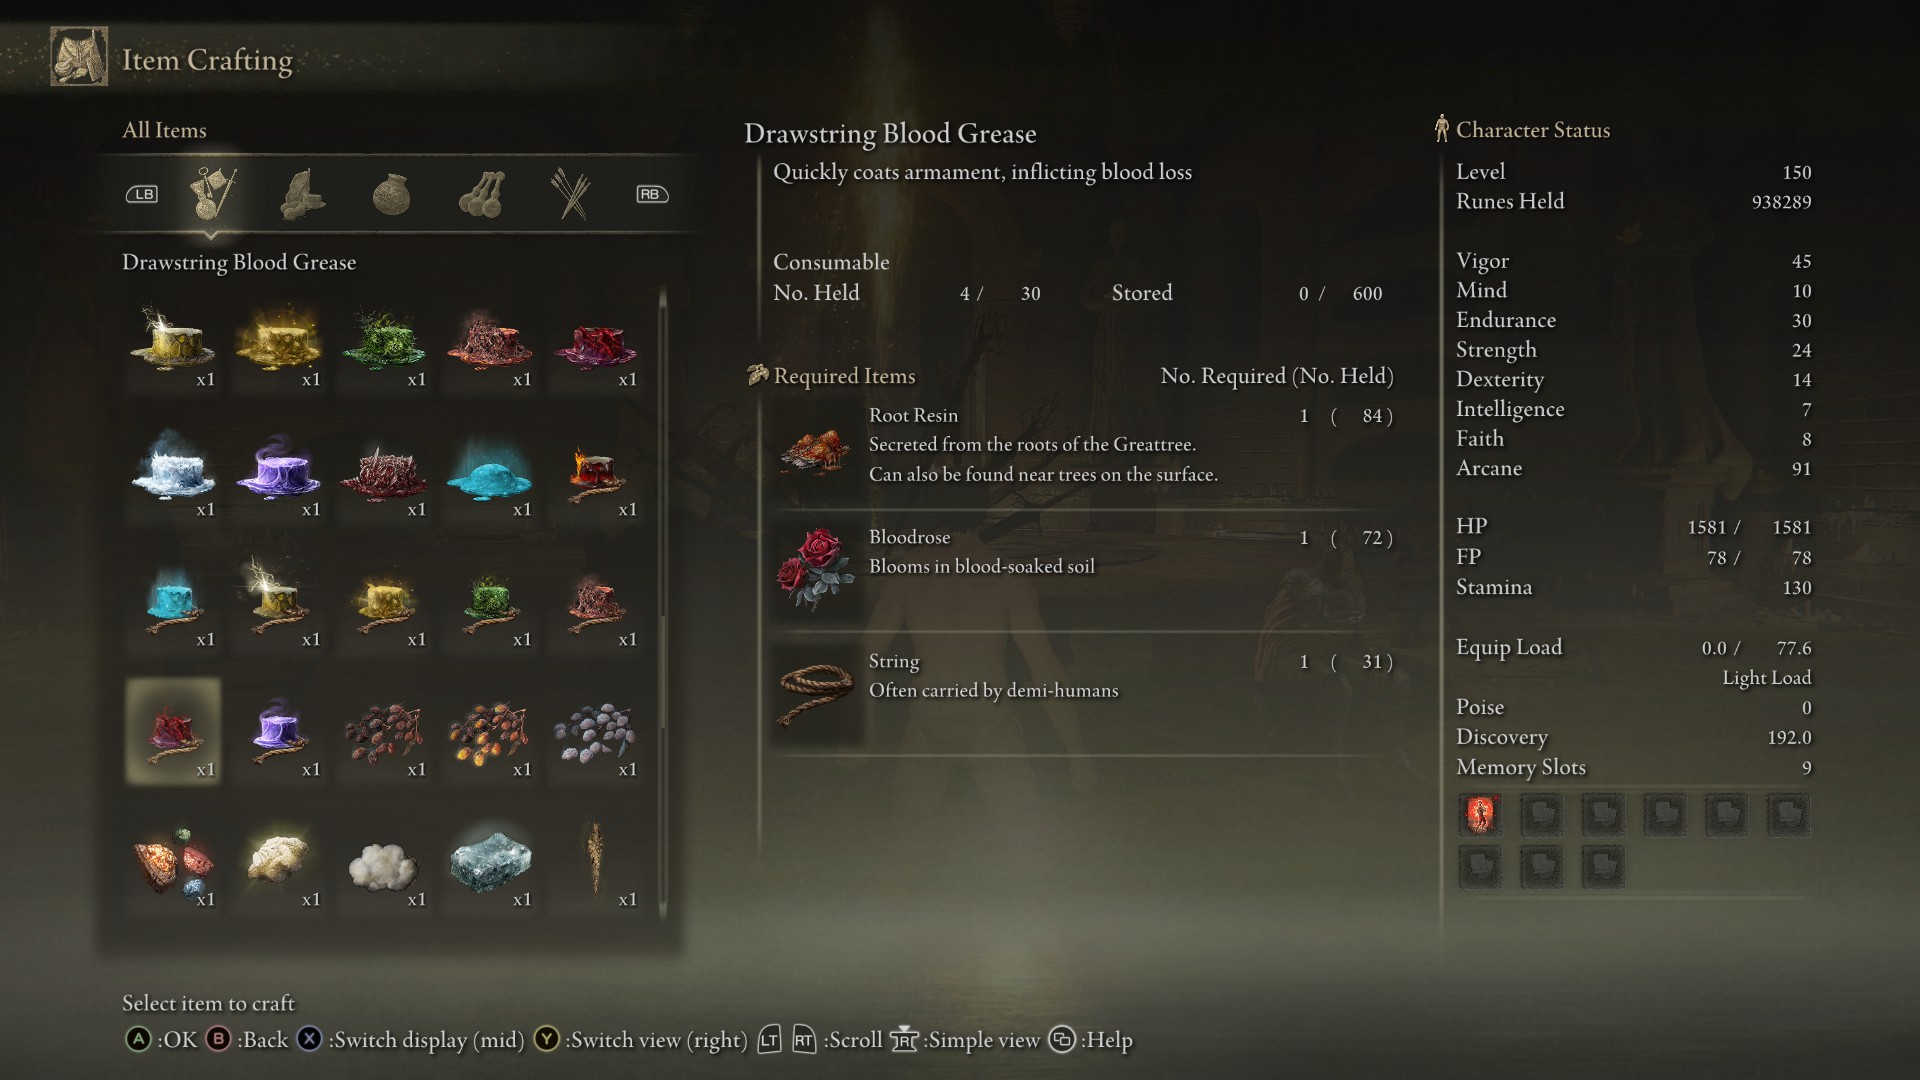 Item Crafting
All Items
LB
RB
Drawstring Blood Grease
x1 x1 x1 x1 x1
x1 x1 x1 x1 x1
x1 x1 x1 x1 x1
x1 x1 x1 x1 x1
x1 x1 x1 x1 x1
Drawstring Blood Grease
Quickly coats armament, inflicting blood loss
Consumable
No. Held 4 / 30 Stored 0 / 600
Required Items No. Required (No. Held)
Root Resin 1 ( 84 )
Secreted from the roots of the Greattree.
Can also be found near trees on the surface.
Bloodrose 1 ( 72 )
Blooms in blood-soaked soil
String 1 ( 31 )
Often carried by demi-humans
Character Status
Level 150
Runes Held 938289
Vigor 45
Mind 10
Endurance 30
Strength 24
Dexterity 14
Intelligence 7
Faith 8
Arcane 91
HP 1581 / 1581
FP 78 / 78
Stamina 130
Equip Load 0.0 / 77.6
Light Load
Poise 0
Discovery 192.0
Memory Slots 9
Select item to craft
A :OK B :Back X :Switch display (mid) Y :Switch view (right) LT RT :Scroll R :Simple view :Help